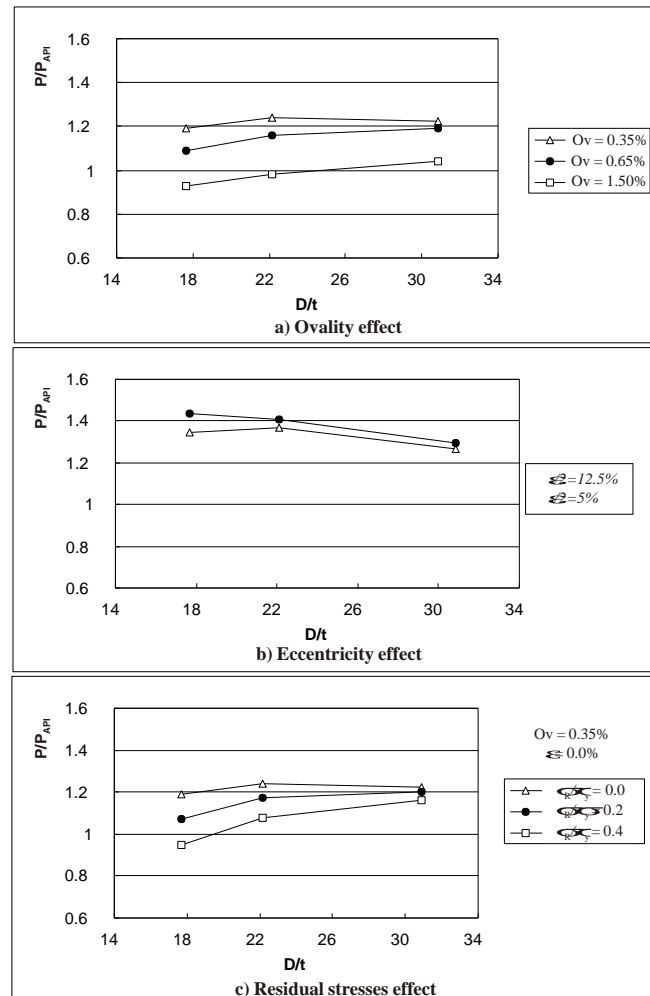 P/P_API
1.6
1.4
1.2
1
0.8
0.6
14 18 22 26 30 34
D/t
a) Ovality effect
Ov = 0.35%
Ov = 0.65%
Ov = 1.50%
P/P_API
1.6
1.4
1.2
1
0.8
0.6
14 18 22 26 30 34
D/t
b) Eccentricity effect
=12.5%
=5%
P/P_API
1.6
1.4
1.2
1
0.8
0.6
14 18 22 26 30 34
D/t
c) Residual stresses effect
Ov = 0.35%
0.0%
= 0.0
0.2
= 0.4